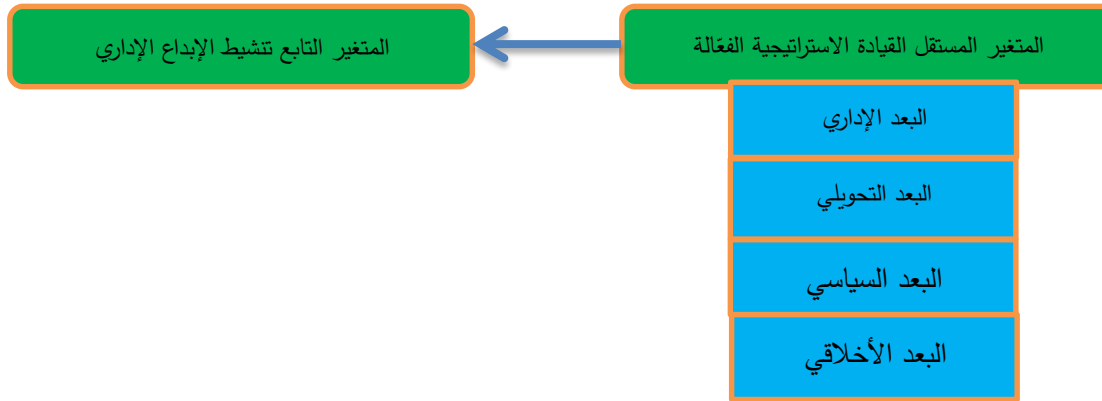 المتغير المستقل القيادة الاستراتيجية الفعّالة
المتغير التابع تنشيط الإبداع الإداري
البعد الإداري
البعد التحويلي
البعد السياسي
البعد الأخلاقي